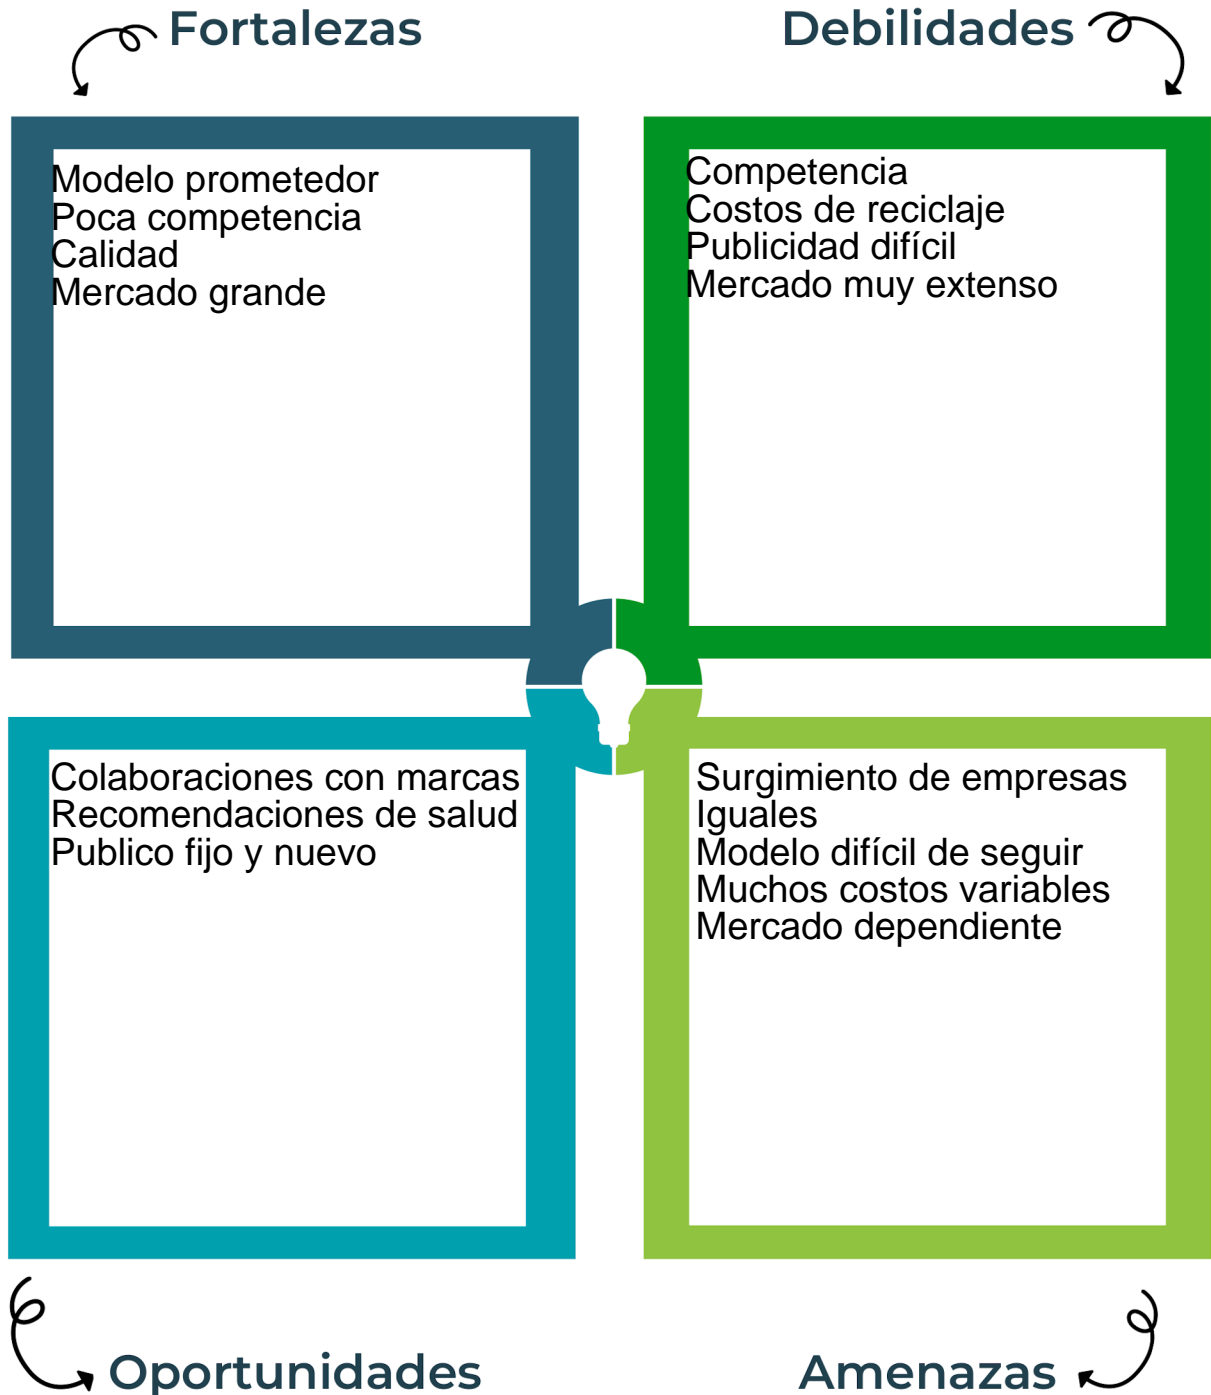 Fortalezas
Modelo prometedor
Poca competencia
Calidad
Mercado grande
Debilidades
Competencia
Costos de reciclaje
Publicidad difícil
Mercado muy extenso
Colaboraciones con marcas
Recomendaciones de salud
Publico fijo y nuevo
Oportunidades
Surgimiento de empresas
Iguales
Modelo difícil de seguir
Muchos costos variables
Mercado dependiente
Amenazas